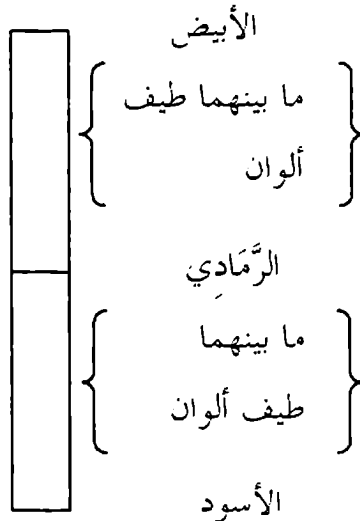 الأبيض
ما بينهما طيف
ألوان
الرَّمَادِي
ما بينهما
طيف ألوان
الأسود